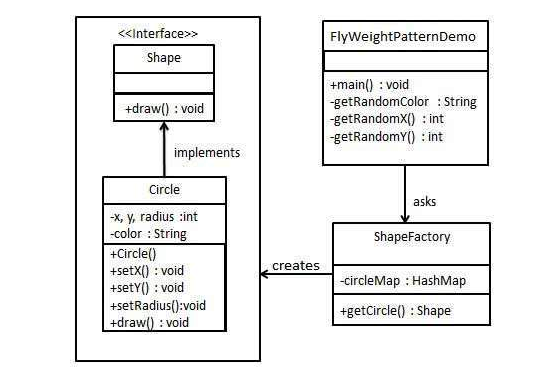 <<Interface>>
Shape
+draw() : void
implements
Circle
-x, y, radius :int
-color : String
+Circle()
+setX() : void
+setY() : void
+setRadius():void
+draw() : void
FlyWeightPatternDemo
+main() : void
-getRandomColor : String
-getRandomX() : int
-getRandomY() : int
asks
ShapeFactory
-circleMap : HashMap
+getCircle() : Shape
creates